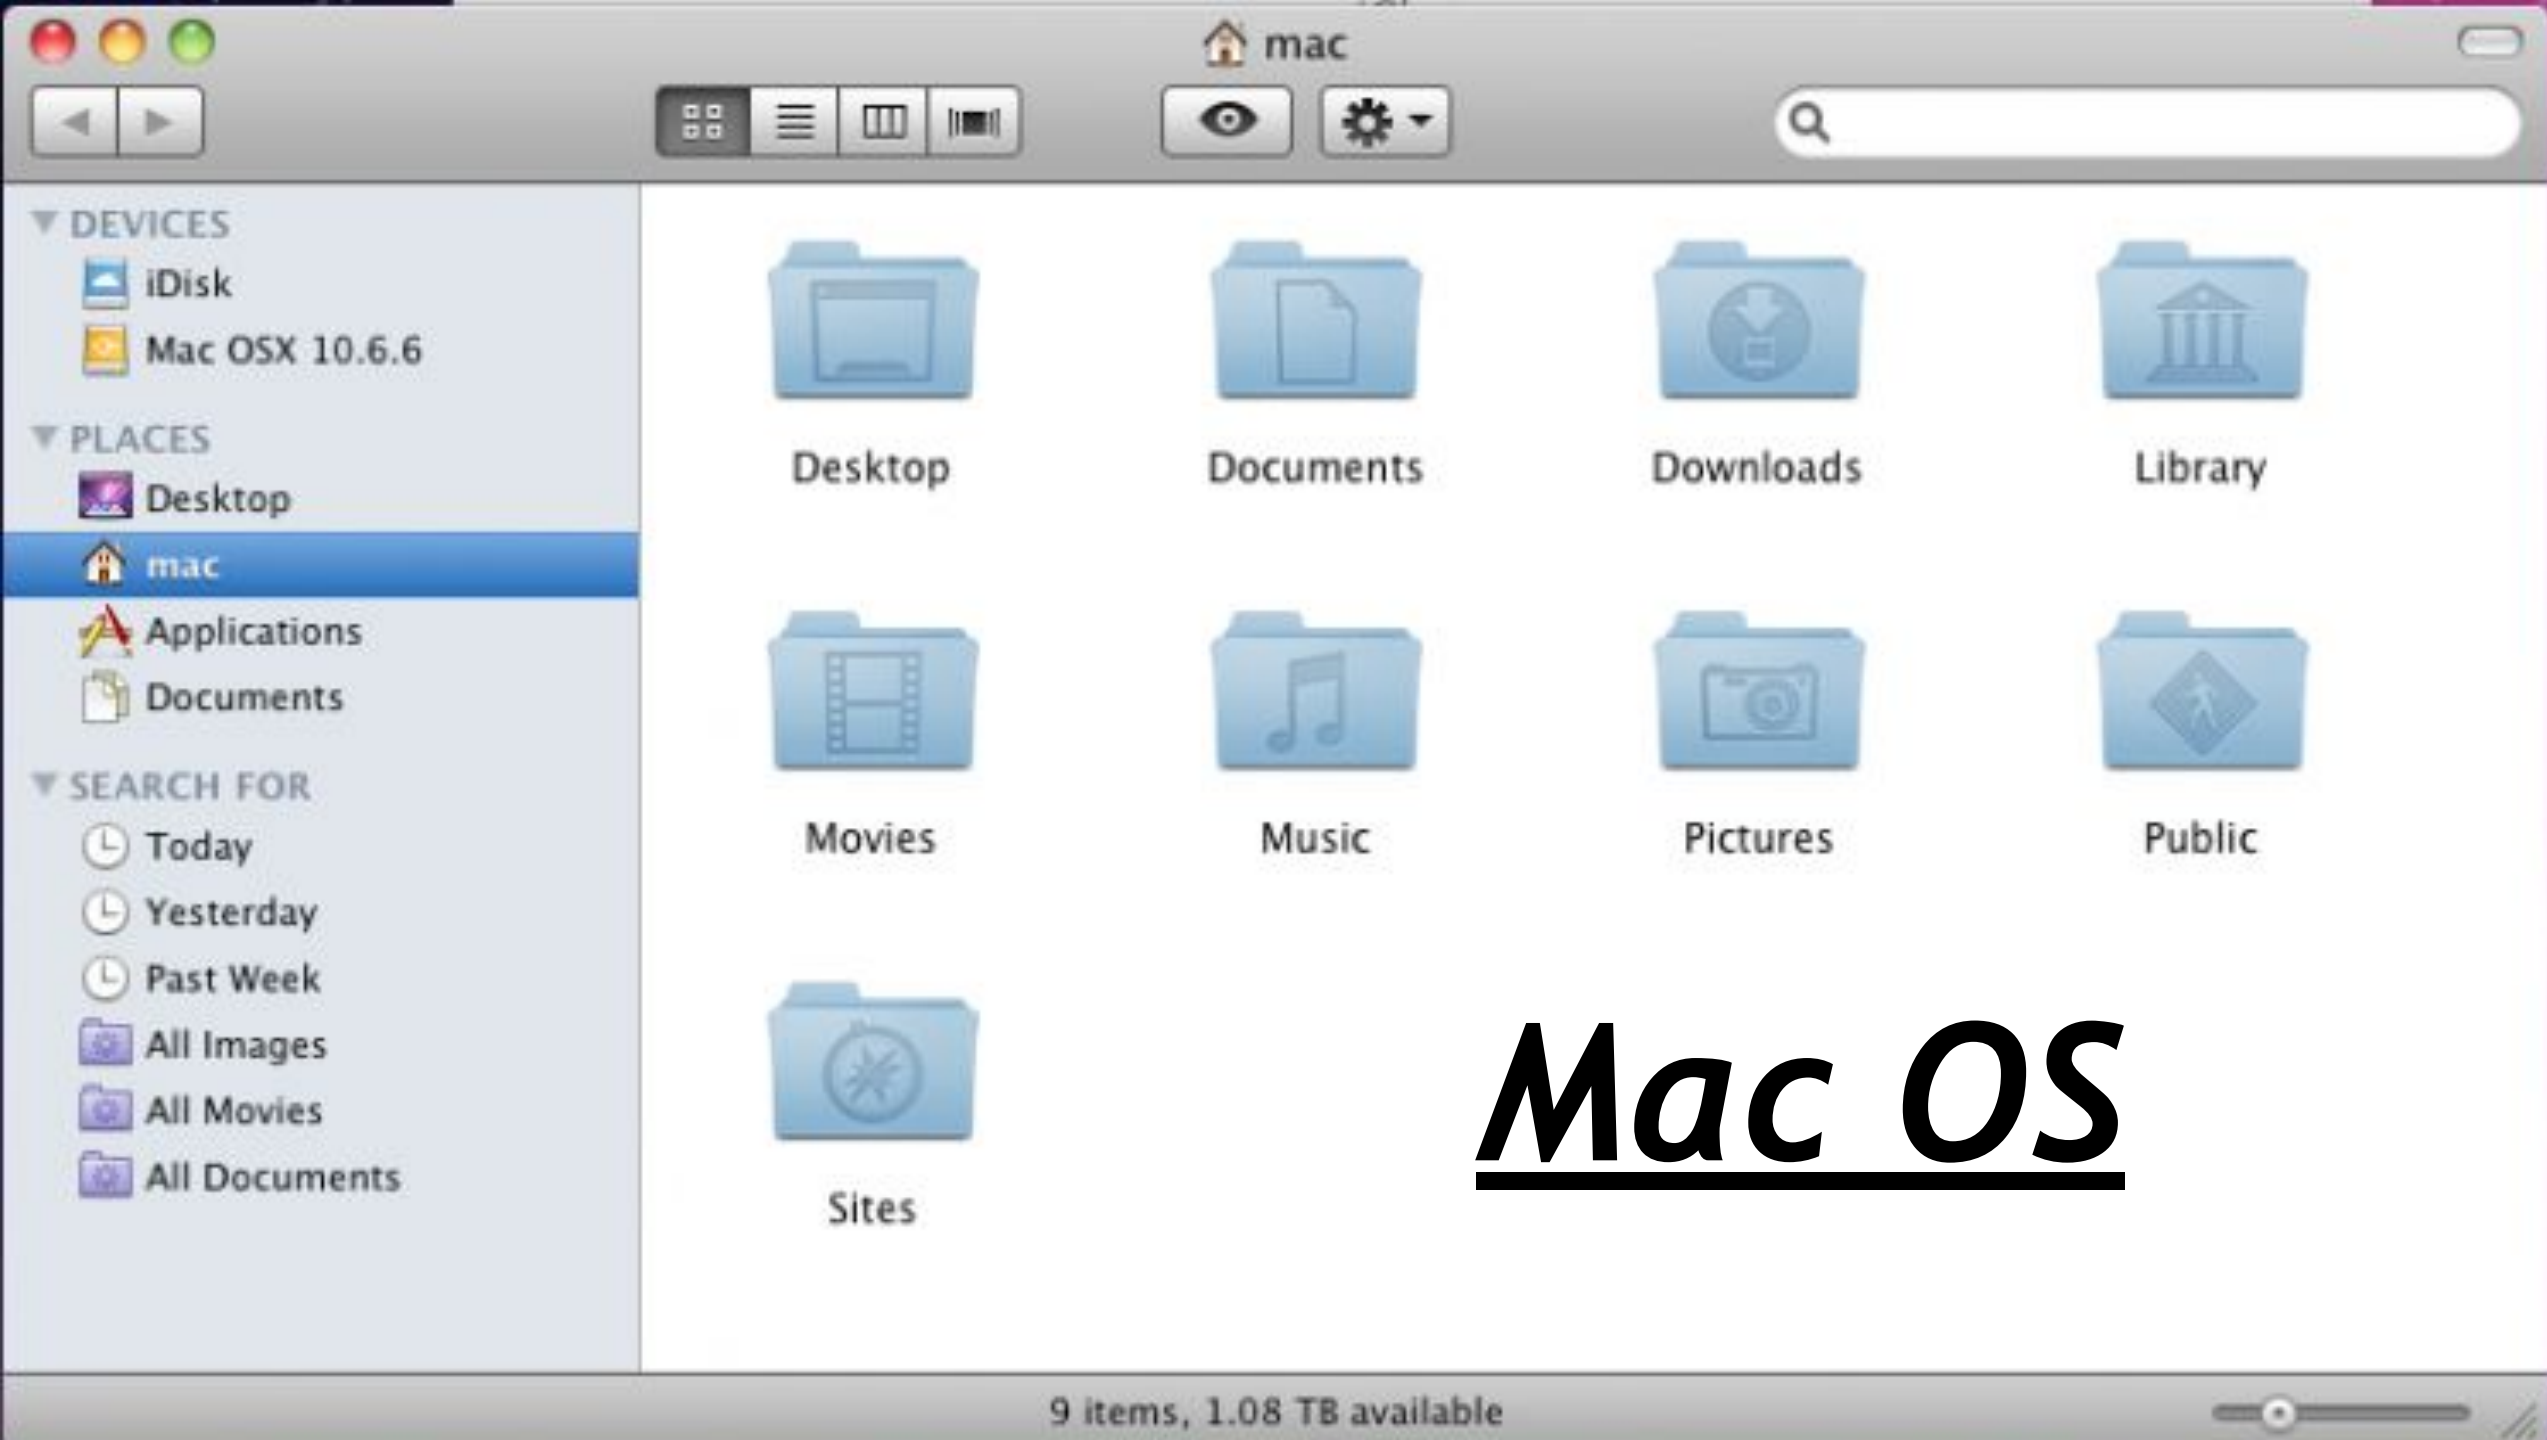 mac
DEVICES
iDisk
Mac OSX 10.6.6
PLACES
Desktop
mac
Applications
Documents
SEARCH FOR
Today
Yesterday
Past Week
All Images
All Movies
All Documents
Desktop
Documents
Downloads
Library
Movies
Music
Pictures
Public
Sites
Mac OS
9 items, 1.08 TB available